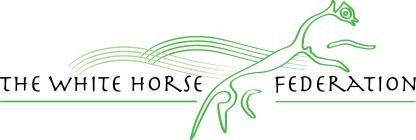 THE WHITE HORSE FEDERATION